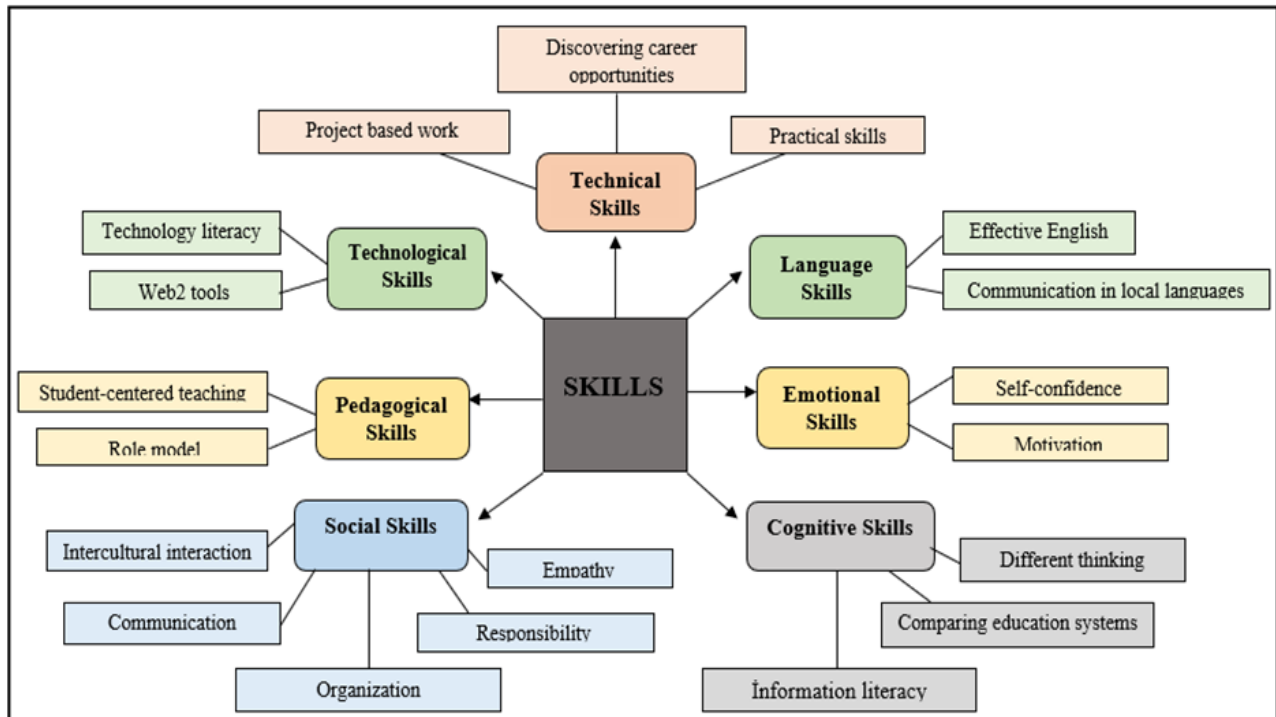 Discovering career
opportunities
Project based work
Practical skills
Technical
Skills
Technology literacy
Web2 tools
Technological
Skills
Language
Skills
Effective English
Communication in local languages
SKILLS
Student-centered teaching
Role model
Pedagogical
Skills
Emotional
Skills
Self-confidence
Motivation
Social Skills
Intercultural interaction
Communication
Organization
Responsibility
Empathy
Cognitive Skills
Different thinking
Comparing education systems
İnformation literacy